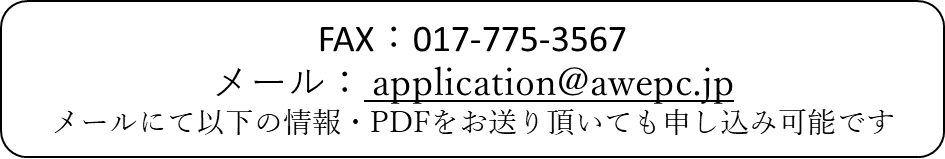 FAX：017-775-3567
メール： application@awepc.jp
メールにて以下の情報・PDFをお送り頂いても申し込み可能です